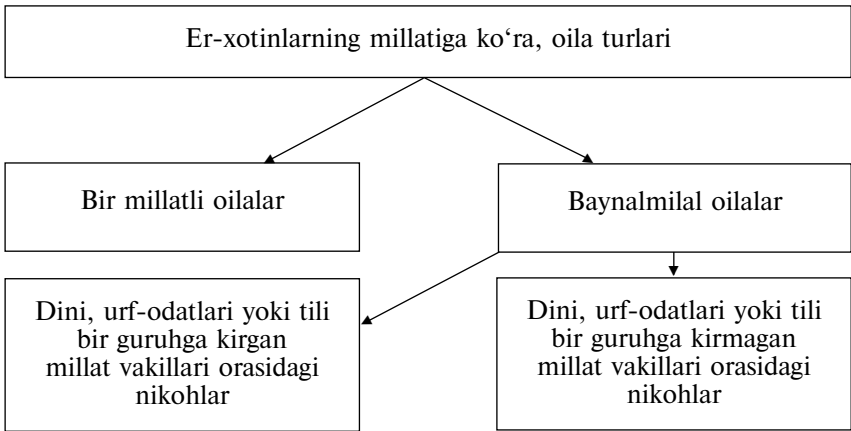 Er-xotinlarning millatiga ko‘ra, oila turlari
Bir millatli oilalar
Baynalmilal oilalar
Dini, urf-odatlari yoki tili
bir guruhga kirgan
millat vakillari orasidagi
nikohlar
Dini, urf-odatlari yoki tili
bir guruhga kirmagan
millat vakillari orasidagi
nikohlar